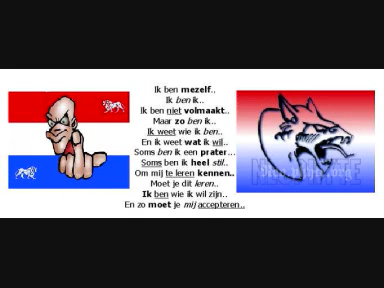 Ik ben mezelf..
Ik ben ik..
Ik ben niet volmaakt..
Maar zo ben ik..
Ik weet wie ik ben..
En ik weet wat ik wil..
Soms ben ik een prater...
Soms ben ik heel stil..
Om mij te leren kennen..
Moet je dit leren..
Ik ben wie ik wil zijn..
En zo moet je mij accepteren..